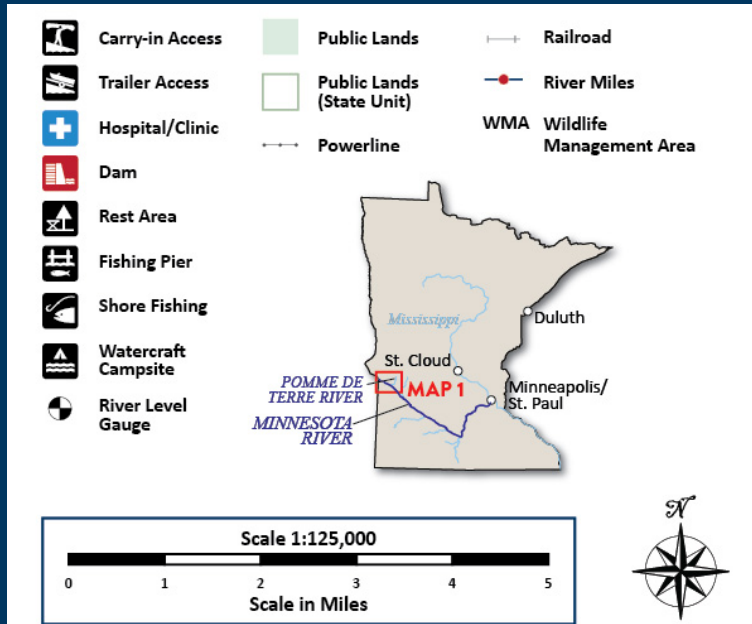 Carry-in Access
Trailer Access
Hospital/Clinic
Dam
Rest Area
Fishing Pier
Shore Fishing
Watercraft
Campsite
River Level
Gauge
Public Lands
Public Lands
(State Unit)
Powerline
Railroad
River Miles
WMA Wildlife
Management Area
Mississippi
Duluth
St. Cloud
POMME DE
TERRE RIVER
MAP 1
Minneapolis/
St. Paul
MINNESOTA
RIVER
N
Scale 1:125,000
0 1 2 3 4 5
Scale in Miles